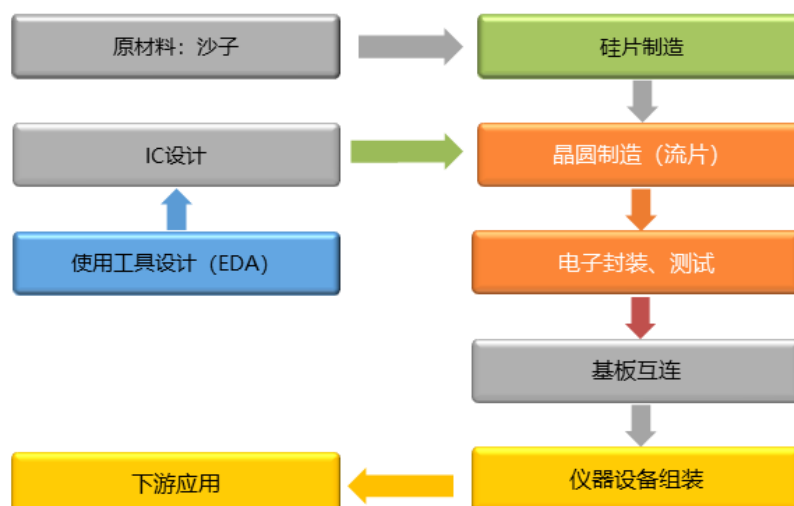 原材料：沙子
硅片制造
IC设计
晶圆制造（流片）
使用工具设计（EDA）
电子封装、测试
基板互连
下游应用
仪器设备组装